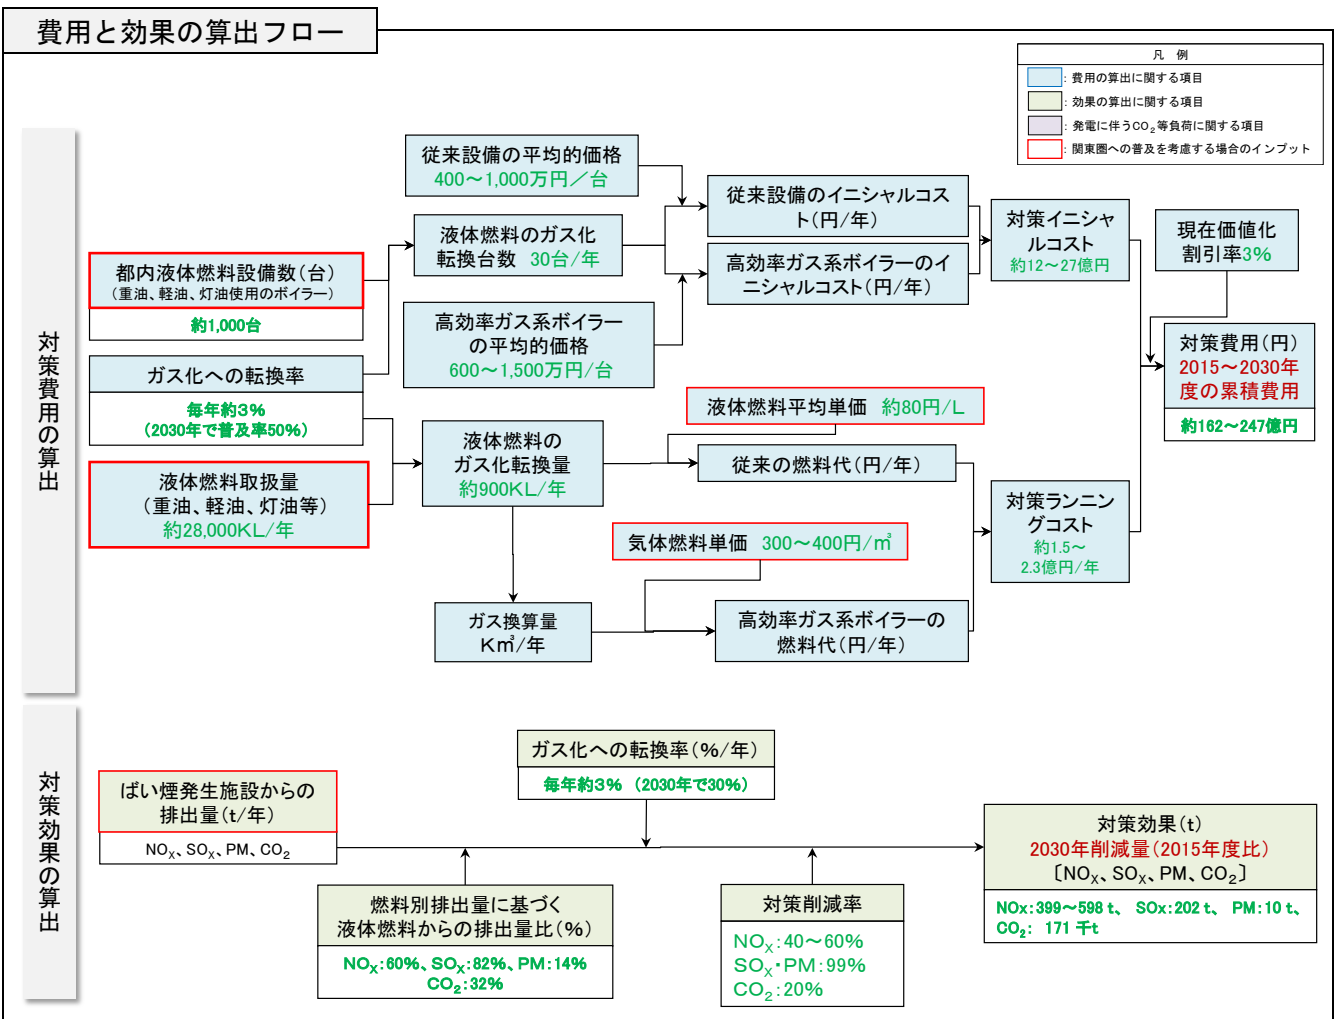 費用と効果の算出フロー
凡 例
：費用の算出に関する項目
：効果の算出に関する項目
：発電に伴うCO₂等負荷に関する項目
：関東圏への普及を考慮する場合のインプット
対策費用の算出
従来設備の平均的価格
400～1,000万円／台
液体燃料のガス化
転換台数 30台/年
都内液体燃料設備数（台）
（重油、軽油、灯油使用のボイラー）
約1,000台
高効率ガス系ボイラー
の平均的価格
600～1,500万円/台
ガス化への転換率
毎年約3%
（2030年で普及率50%）
液体燃料取扱量
（重油、軽油、灯油等）
約28,000KL/年
従来設備のイニシャルコス
ト（円/年）
高効率ガス系ボイラーのイ
ニシャルコスト（円/年）
対策イニシャ
ルコスト
約12～27億円
現在価値化
割引率3%
対策費用（円）
2015～2030年
度の累積費用
約162～247億円
液体燃料平均単価 約80円/L
液体燃料の
ガス化転換量
約900KL/年
従来の燃料代（円/年）
気体燃料単価 300～400円/㎥
対策ランニン
グコスト
約1.5～
2.3億円/年
ガス換算量
K㎥/年
高効率ガス系ボイラーの
燃料代（円/年）
対策効果の算出
ガス化への転換率（%/年）
毎年約3% （2030年で30%）
ばい煙発生施設からの
排出量（t/年）
NOX、SOX、PM、CO2
燃料別排出量に基づく
液体燃料からの排出量比（%）
NOX：60%、SOX：82%、PM：14%
CO2：32%
対策削減率
NOX：40～60%
SOX・PM：99%
CO2：20%
対策効果（t）
2030年削減量（2015年度比）
〔NOX、SOX、PM、CO2〕
NOx：399～598 t、 SOx：202 t、 PM：10 t、
CO2： 171 千t